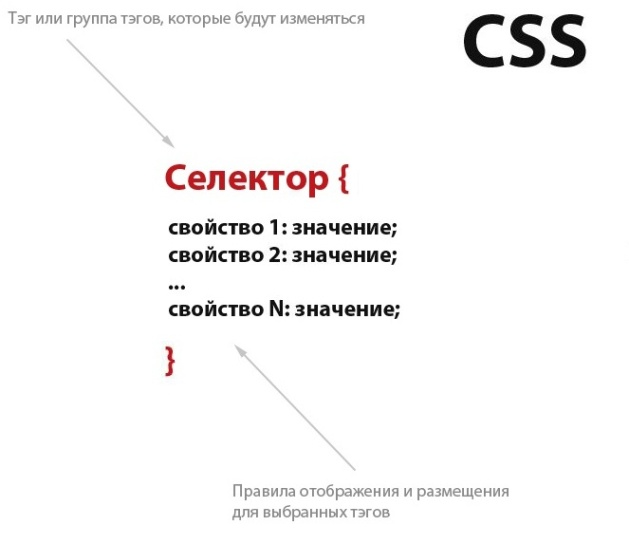 Тэг или группа тэгов, которые будут изменяться
CSS
Селектор {
свойство 1: значение;
свойство 2: значение;
...
свойство N: значение;
}
Правила отображения и размещения
для выбранных тэгов